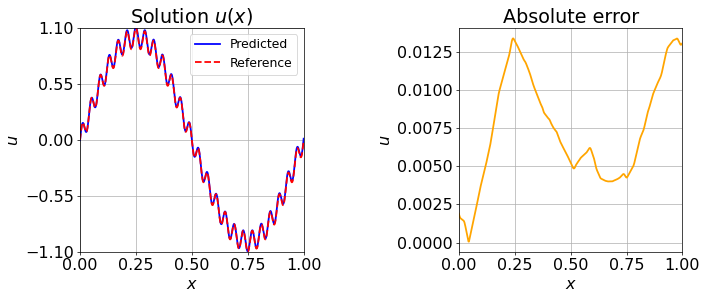 Solution u(x)
1.10
0.55
0.00
−0.55
−1.10
u
Predicted
Reference
0.00 0.25 0.50 0.75 1.00
x
Absolute error
0.0125
0.0100
0.0075
0.0050
0.0025
0.0000
u
0.00 0.25 0.50 0.75 1.00
x